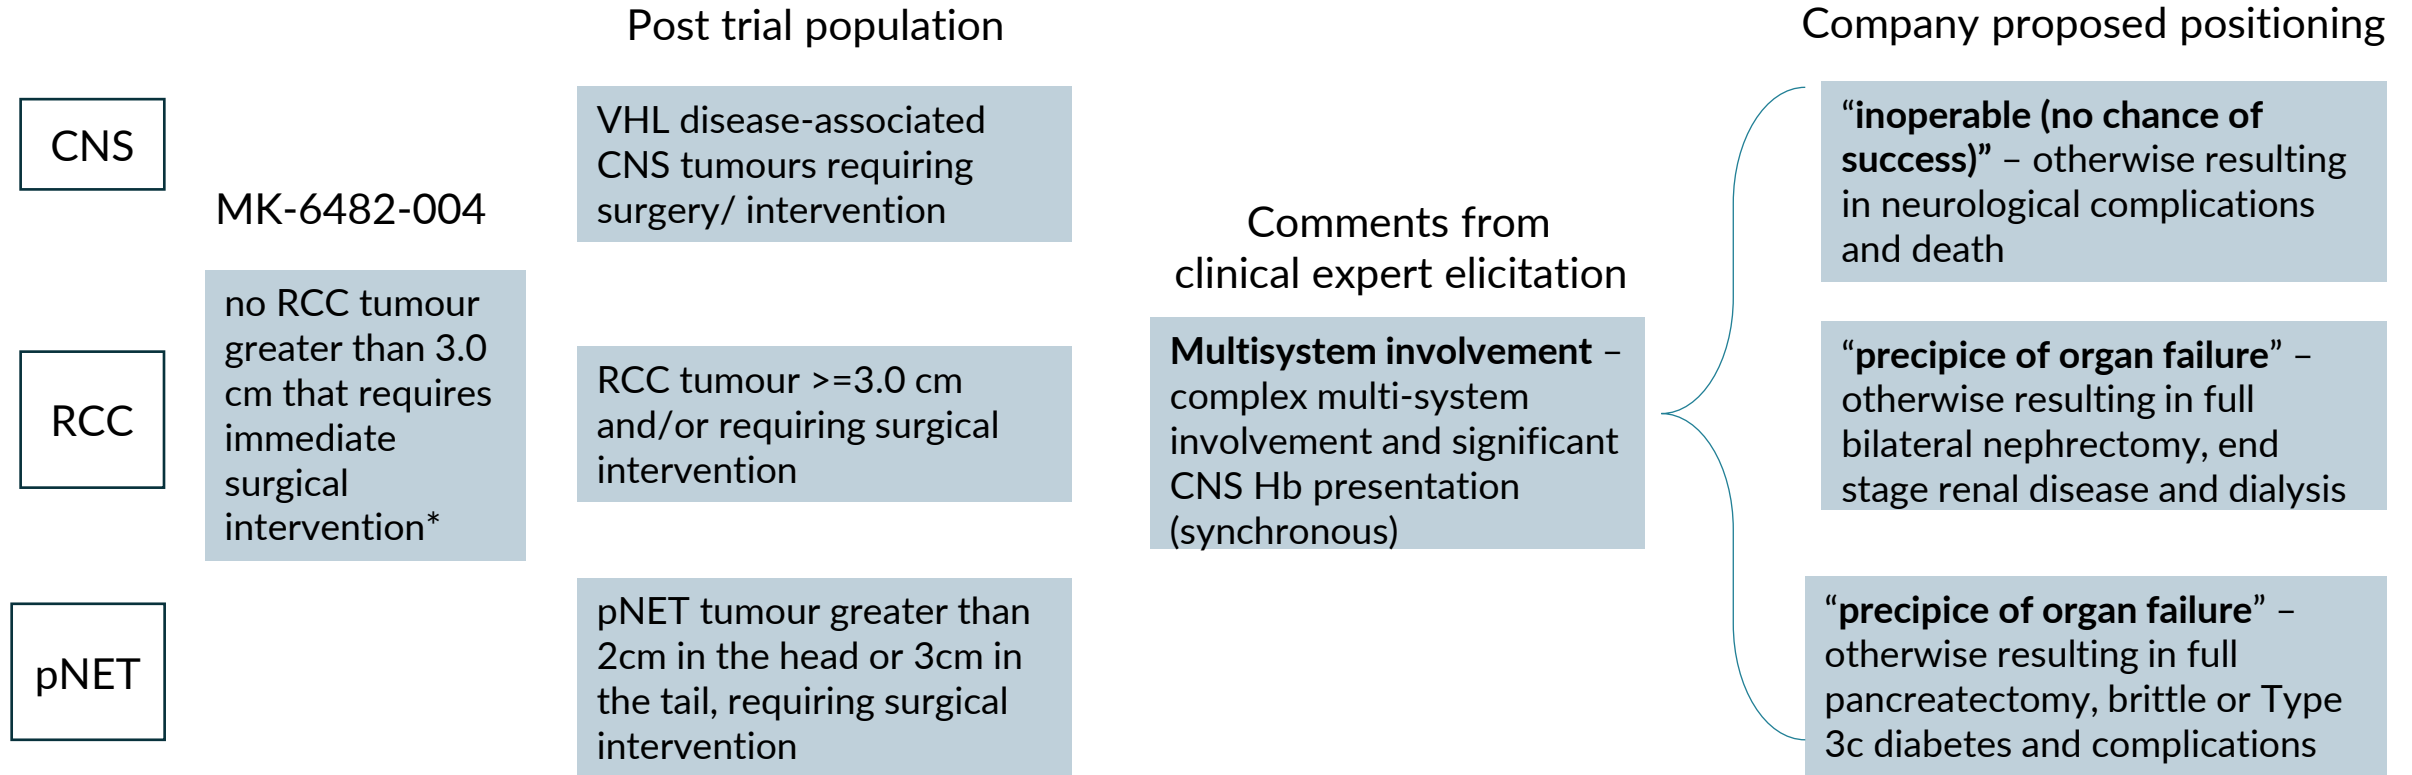 Post trial population
Company proposed positioning
CNS
RCC
pNET
MK-6482-004
no RCC tumour
greater than 3.0
cm that requires
immediate
surgical
intervention*
VHL disease-associated
CNS tumours requiring
surgery/ intervention
RCC tumour >=3.0 cm
and/or requiring surgical
intervention
pNET tumour greater than
2cm in the head or 3cm in
the tail, requiring surgical
intervention
Comments from
clinical expert elicitation
Multisystem involvement –
complex multi-system
involvement and significant
CNS Hb presentation
(synchronous)
“inoperable (no chance of
success)” – otherwise resulting
in neurological complications
and death
“precipice of organ failure” –
otherwise resulting in full
bilateral nephrectomy, end
stage renal disease and dialysis
“precipice of organ failure” –
otherwise resulting in full
pancreatectomy, brittle or Type
3c diabetes and complications